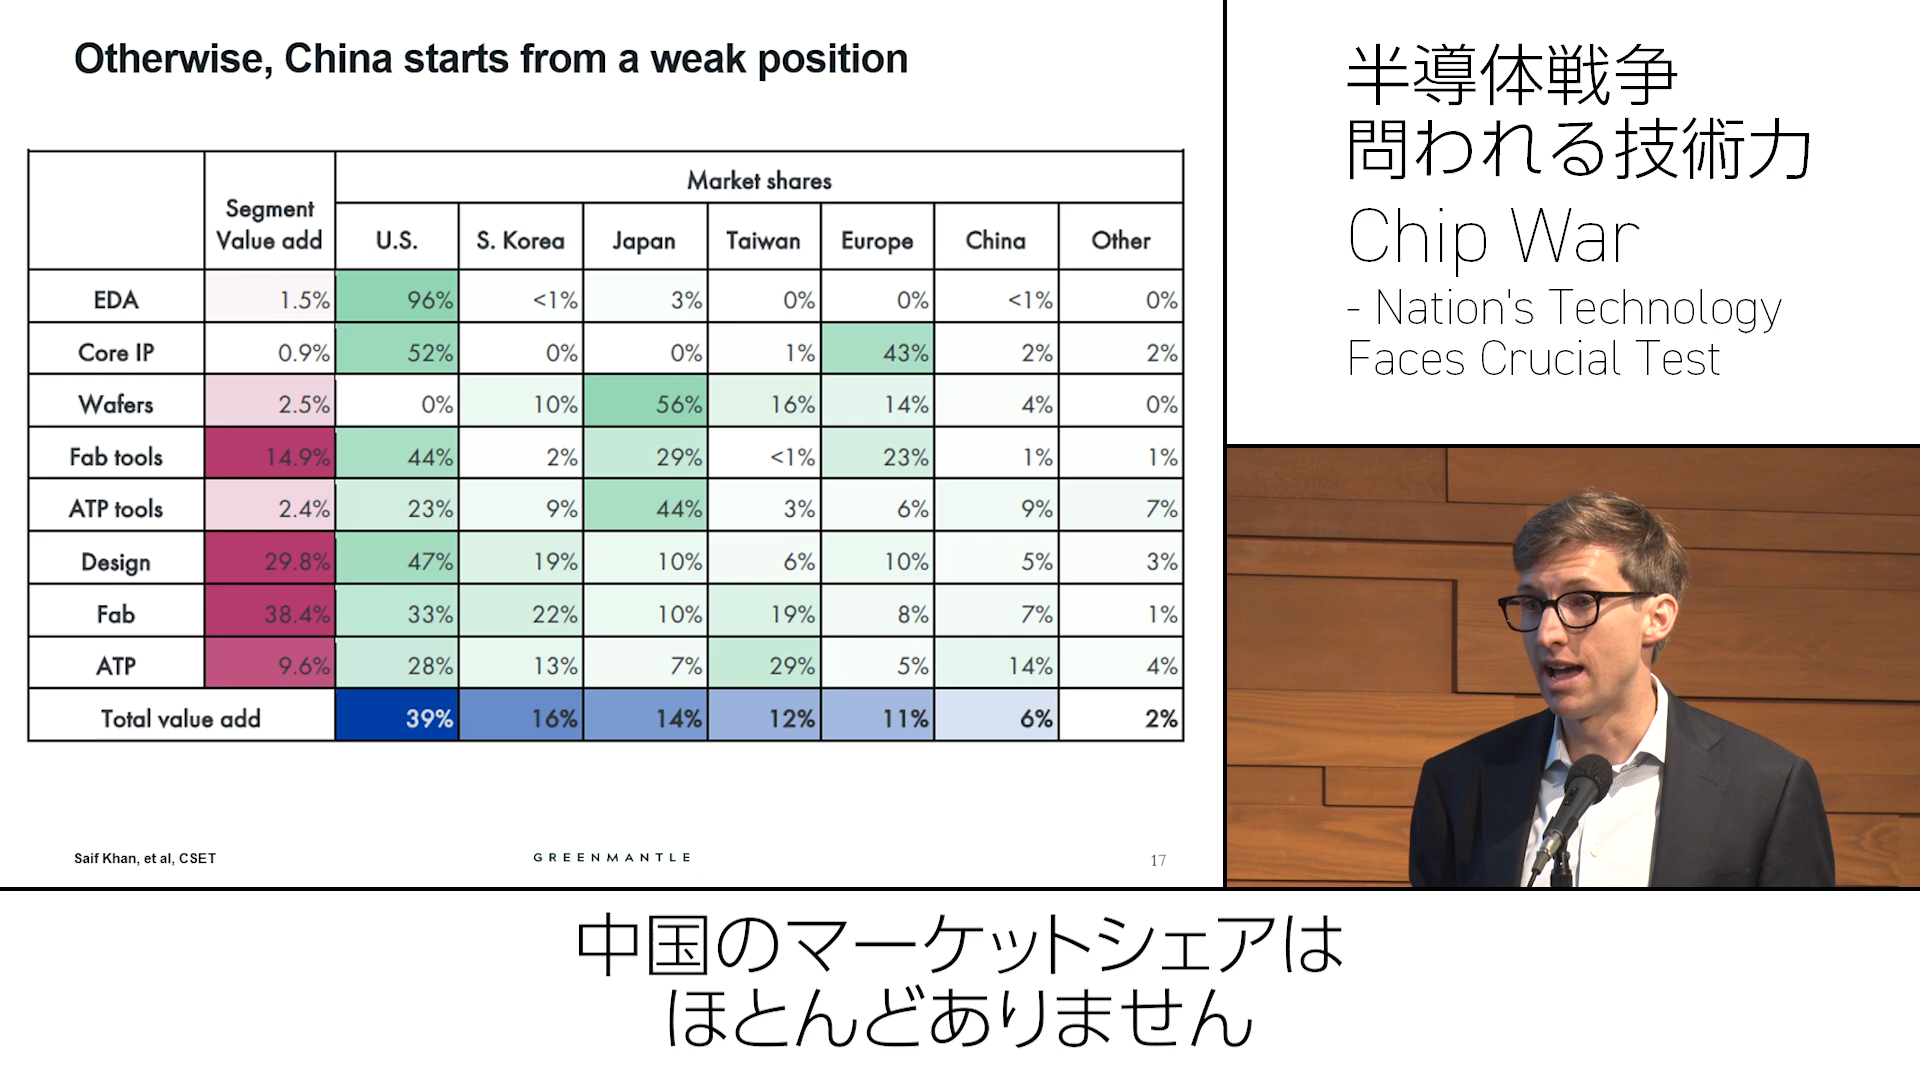 Otherwise, China starts from a weak position
Market shares
Segment
Value add
U.S. S. Korea Japan Taiwan Europe China Other
EDA 1.5% 96% <1% 3% 0% 0% <1% 0%
Core IP 0.9% 52% 0% 0% 1% 43% 2% 2%
Wafers 2.5% 0% 10% 56% 16% 14% 4% 0%
Fab tools 14.9% 44% 2% 29% <1% 23% 1% 1%
ATP tools 2.4% 23% 9% 44% 3% 6% 9% 7%
Design 29.8% 47% 19% 10% 6% 10% 5% 3%
Fab 38.4% 33% 22% 10% 19% 8% 7% 1%
ATP 9.6% 28% 13% 7% 29% 5% 14% 4%
Total value add 39% 16% 14% 12% 11% 6% 2%
Saif Khan, et al, CSET
GREENMANTLE
17
半導体戦争
問われる技術力
Chip War
- Nation's Technology
Faces Crucial Test
中国のマーケットシェアは
ほとんどありません